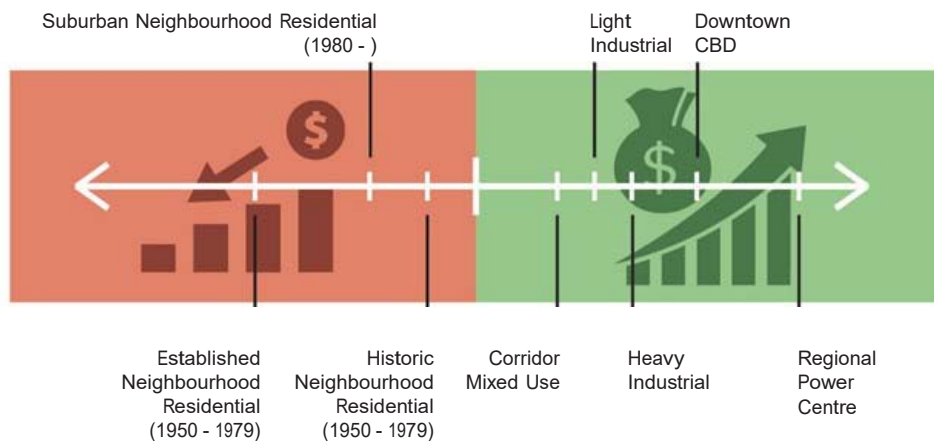 Suburban Neighbourhood Residential
(1980 - )
Light
Industrial
Downtown
CBD
$
$
Established
Neighbourhood
Residential
(1950 - 1979)
Historic
Neighbourhood
Residential
(1950 - 1979)
Corridor
Mixed Use
Heavy
Industrial
Regional
Power
Centre